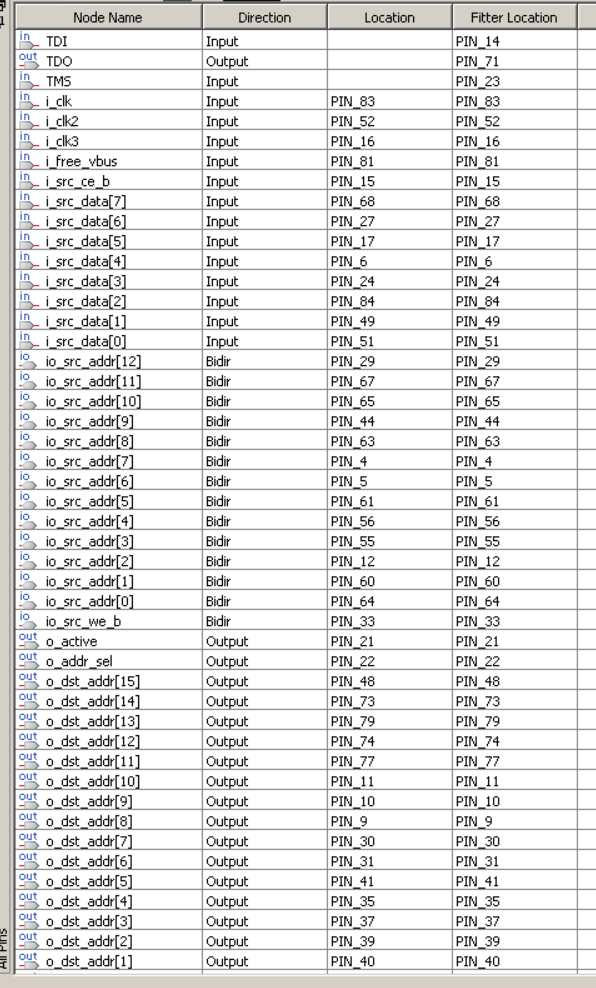 Node Name Direction Location Fitter Location
in TDI Input PIN_14
out TDO Output PIN_71
in TMS Input PIN_23
in i_clk Input PIN_83 PIN_83
in i_clk2 Input PIN_52 PIN_52
in i_clk3 Input PIN_16 PIN_16
in i_free_vbus Input PIN_81 PIN_81
in i_src_ce_b Input PIN_15 PIN_15
in i_src_data[7] Input PIN_68 PIN_68
in i_src_data[6] Input PIN_27 PIN_27
in i_src_data[5] Input PIN_17 PIN_17
in i_src_data[4] Input PIN_6 PIN_6
in i_src_data[3] Input PIN_24 PIN_24
in i_src_data[2] Input PIN_84 PIN_84
in i_src_data[1] Input PIN_49 PIN_49
in i_src_data[0] Input PIN_51 PIN_51
io io_src_addr[12] Bidir PIN_29 PIN_29
io io_src_addr[11] Bidir PIN_67 PIN_67
io io_src_addr[10] Bidir PIN_65 PIN_65
io io_src_addr[9] Bidir PIN_44 PIN_44
io io_src_addr[8] Bidir PIN_63 PIN_63
io io_src_addr[7] Bidir PIN_4 PIN_4
io io_src_addr[6] Bidir PIN_5 PIN_5
io io_src_addr[5] Bidir PIN_61 PIN_61
io io_src_addr[4] Bidir PIN_56 PIN_56
io io_src_addr[3] Bidir PIN_55 PIN_55
io io_src_addr[2] Bidir PIN_12 PIN_12
io io_src_addr[1] Bidir PIN_60 PIN_60
io io_src_addr[0] Bidir PIN_64 PIN_64
io io_src_we_b Bidir PIN_33 PIN_33
out o_active Output PIN_21 PIN_21
out o_addr_sel Output PIN_22 PIN_22
out o_dst_addr[15] Output PIN_48 PIN_48
out o_dst_addr[14] Output PIN_73 PIN_73
out o_dst_addr[13] Output PIN_79 PIN_79
out o_dst_addr[12] Output PIN_74 PIN_74
out o_dst_addr[11] Output PIN_77 PIN_77
out o_dst_addr[10] Output PIN_11 PIN_11
out o_dst_addr[9] Output PIN_10 PIN_10
out o_dst_addr[8] Output PIN_9 PIN_9
out o_dst_addr[7] Output PIN_30 PIN_30
out o_dst_addr[6] Output PIN_31 PIN_31
out o_dst_addr[5] Output PIN_41 PIN_41
out o_dst_addr[4] Output PIN_35 PIN_35
out o_dst_addr[3] Output PIN_37 PIN_37
out o_dst_addr[2] Output PIN_39 PIN_39
out o_dst_addr[1] Output PIN_40 PIN_40
All Pins